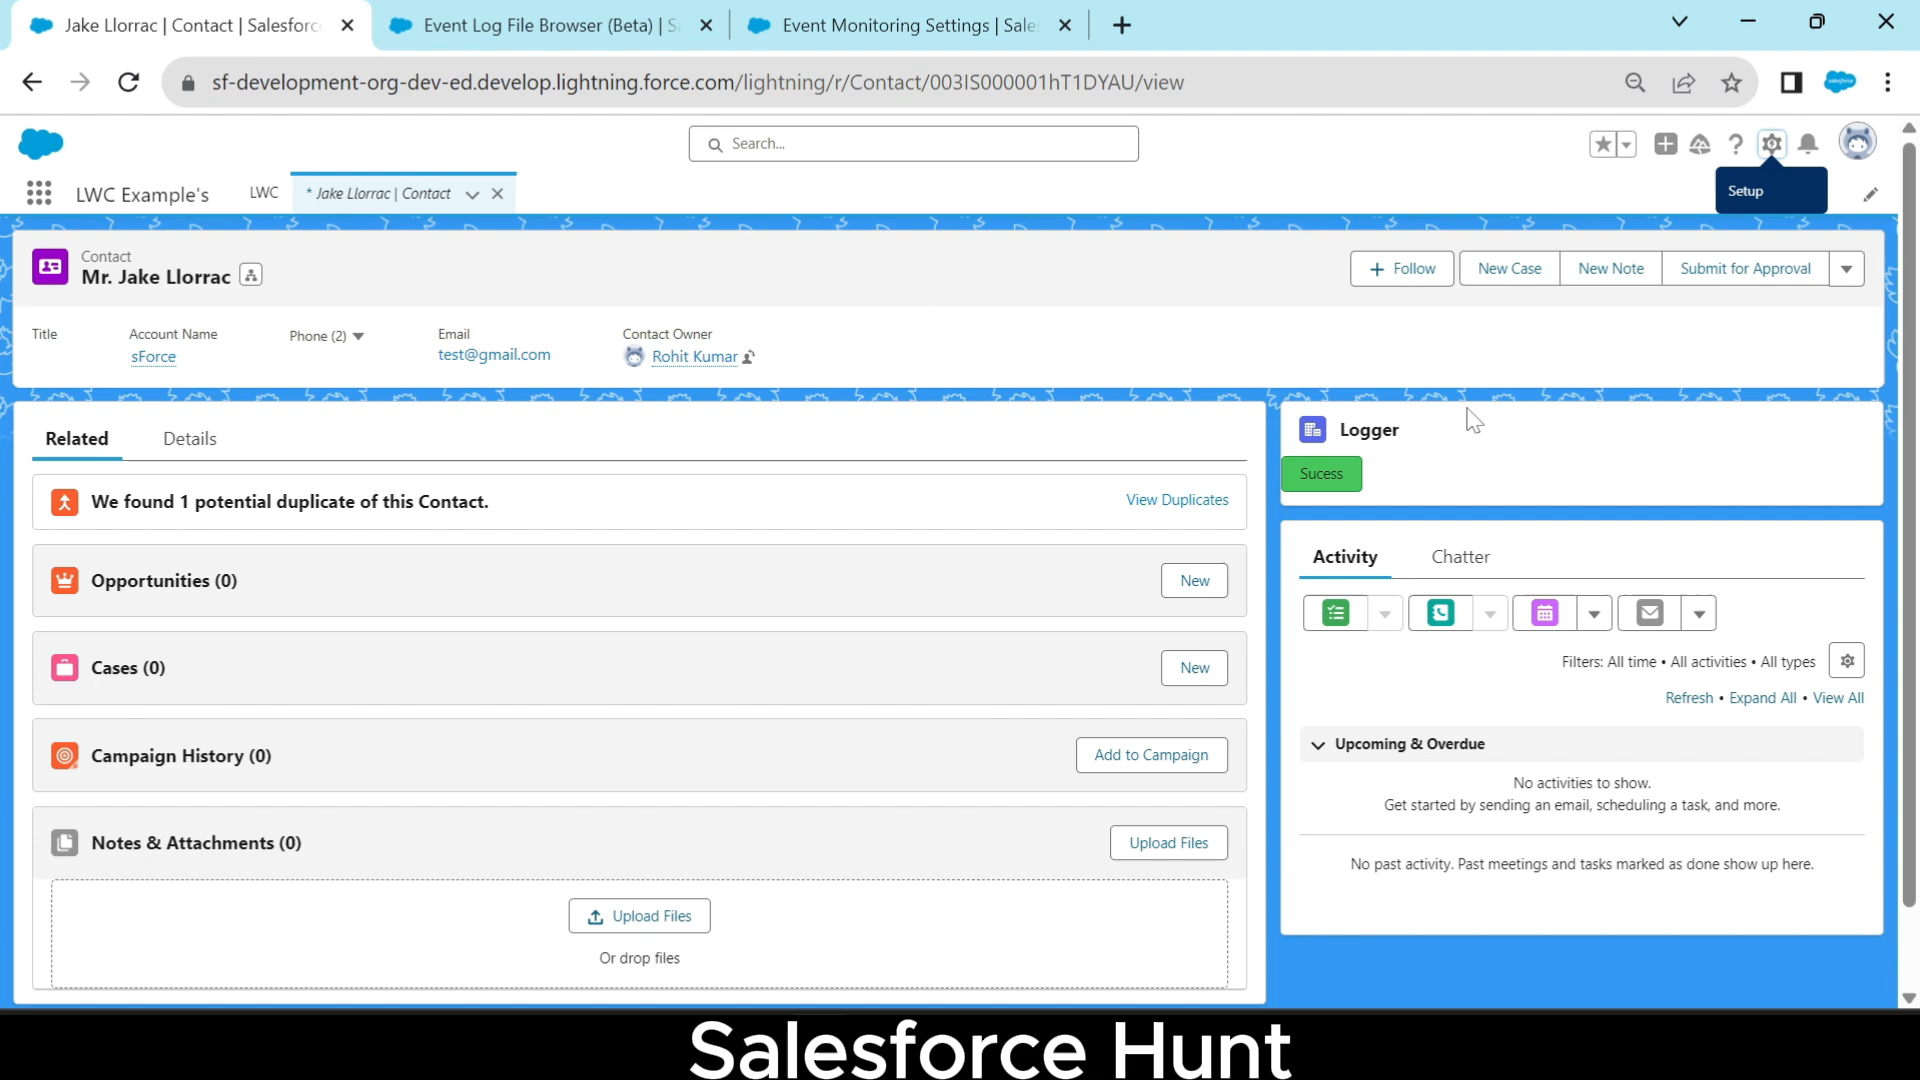 Jake Llorrac | Contact | Salesforc
Event Log File Browser (Beta) | S
Event Monitoring Settings | Sale
sf-development-org-dev-ed.develop.lightning.force.com/lightning/r/Contact/003IS000001hT1DYAU/view
Search...
LWC Example's
LWC
* Jake Llorrac | Contact
Setup
Contact
Mr. Jake Llorrac
Follow
New Case
New Note
Submit for Approval
Title
Account Name
Phone (2)
Email
Contact Owner
sForce
test@gmail.com
Rohit Kumar
Related
Details
We found 1 potential duplicate of this Contact.
View Duplicates
Opportunities (0)
New
Cases (0)
New
Campaign History (0)
Add to Campaign
Notes & Attachments (0)
Upload Files
Upload Files
Or drop files
Logger
Sucess
Activity
Chatter
Filters: All time • All activities • All types
Refresh • Expand All • View All
Upcoming & Overdue
No activities to show.
Get started by sending an email, scheduling a task, and more.
No past activity. Past meetings and tasks marked as done show up here.
Salesforce Hunt